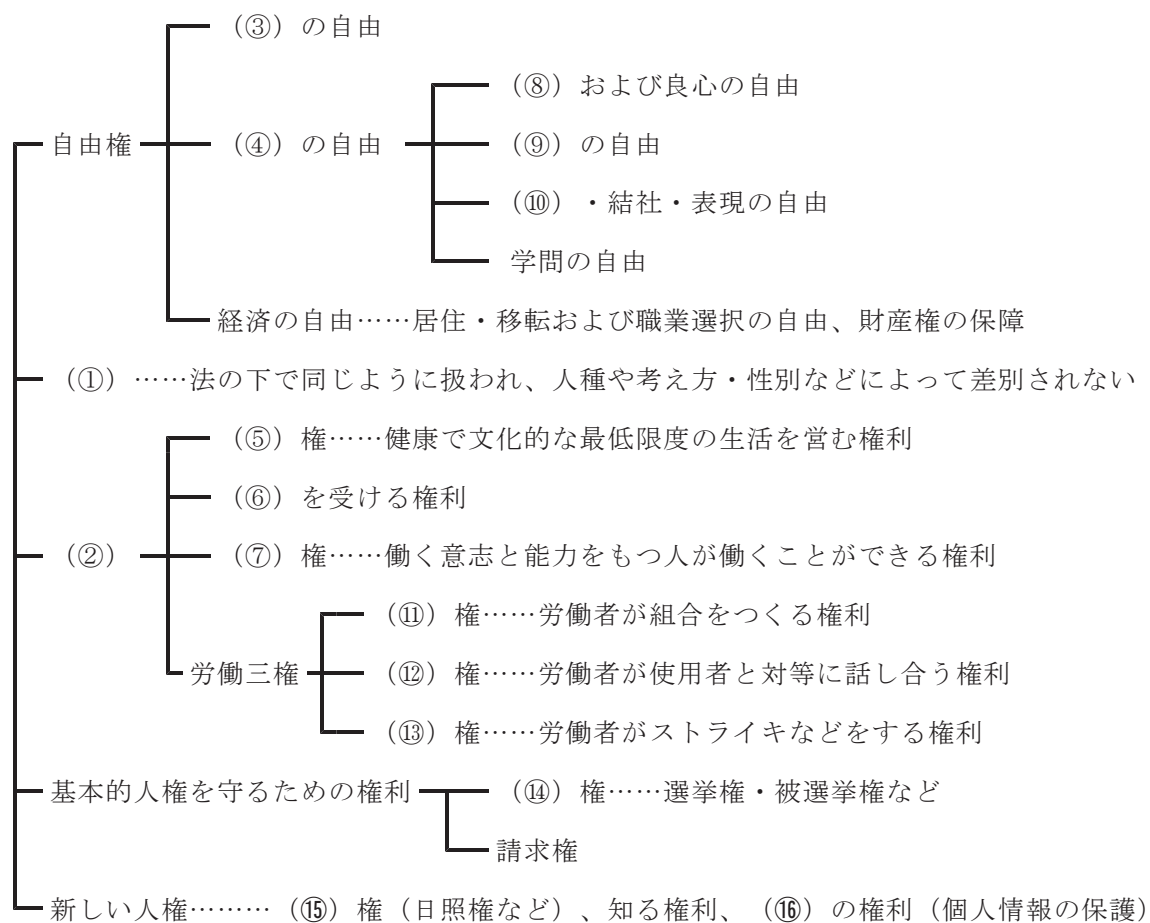 （③）の自由
（⑧）および良心の自由
自由権
（④）の自由
（⑨）の自由
（⑩）・結社・表現の自由
学問の自由
経済の自由……居住・移転および職業選択の自由、財産権の保障
（①）……法の下で同じように扱われ、人種や考え方・性別などによって差別されない
（⑤）権……健康で文化的な最低限度の生活を営む権利
（⑥）を受ける権利
（②）
（⑦）権……働く意志と能力をもつ人が働くことができる権利
（⑪）権……労働者が組合をつくる権利
労働三権
（⑫）権……労働者が使用者と対等に話し合う権利
（⑬）権……労働者がストライキなどをする権利
基本的人権を守るための権利
（⑭）権……選挙権・被選挙権など
請求権
新しい人権………（⑮）権（日照権など）、知る権利、（⑯）の権利（個人情報の保護）